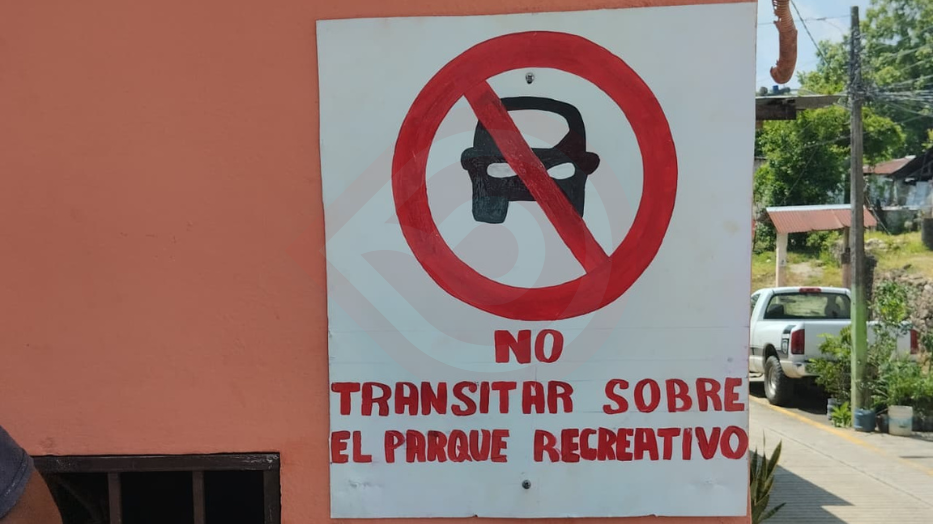 NO
TRANSITAR SOBRE
EL PARQUE RECREATIVO